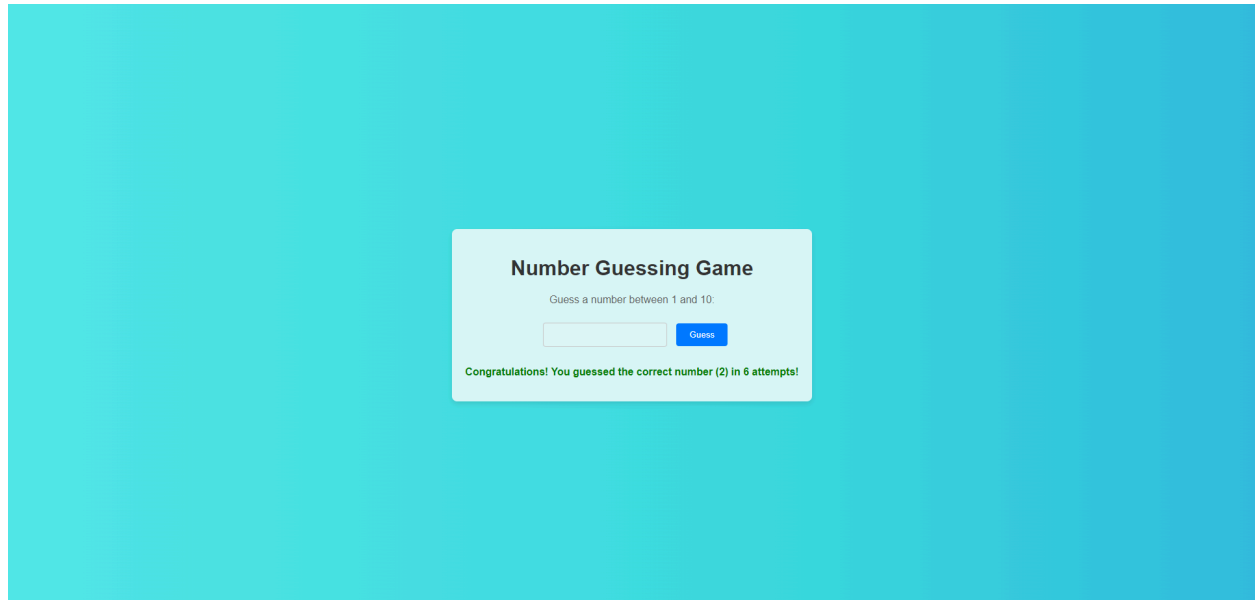 Number Guessing Game
Guess a number between 1 and 10:
Guess
Congratulations! You guessed the correct number (2) in 6 attempts!